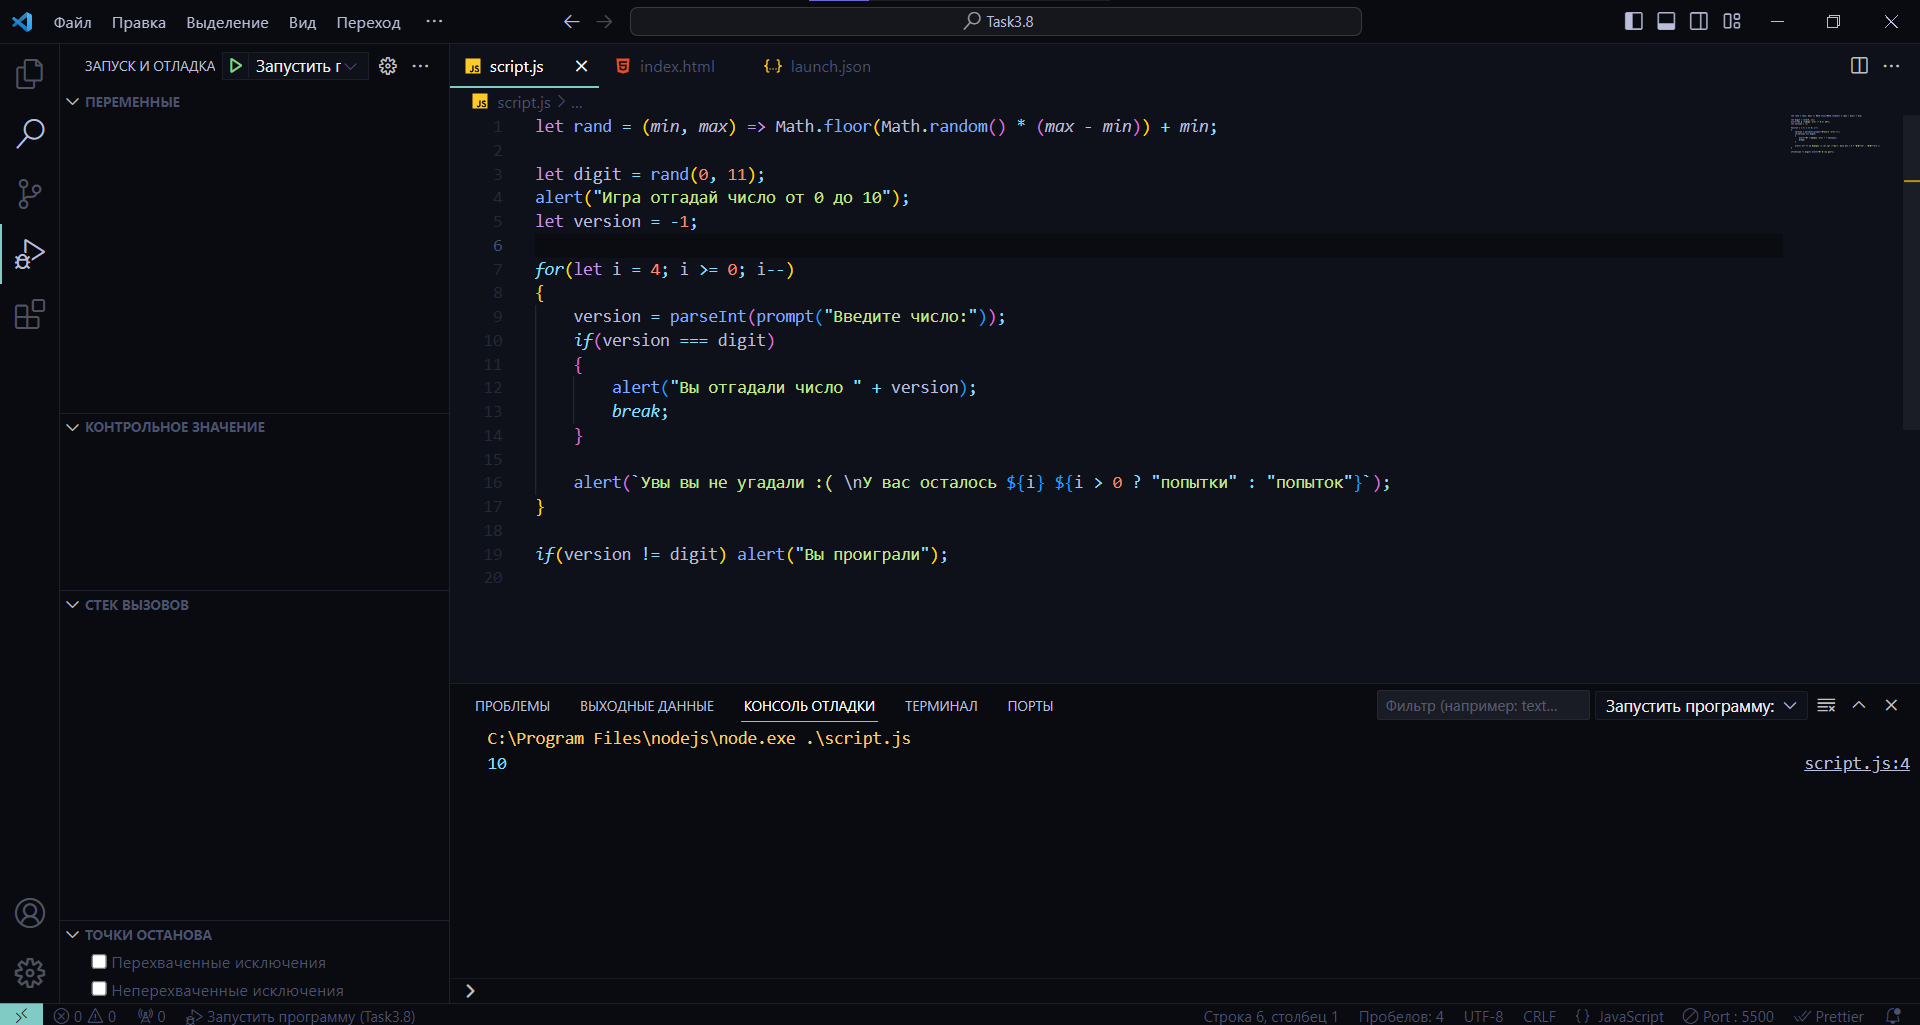 Файл Правка Выделение Вид Переход ··· Task3.8
ЗАПУСК И ОТЛАДКА Запустить г
ПЕРЕМЕННЫЕ
КОНТРОЛЬНОЕ ЗНАЧЕНИЕ
СТЕК ВЫЗОВОВ
ТОЧКИ ОСТАНОВА
Перехваченные исключения
Неперехваченные исключения
script.js index.html launch.json
script.js > ...
1 let rand = (min, max) => Math.floor(Math.random() * (max - min)) + min;
2
3 let digit = rand(0, 11);
4 alert("Игра отгадай число от 0 до 10");
5 let version = -1;
6
7 for(let i = 4; i >= 0; i--)
8 {
9 version = parseInt(prompt("Введите число:"));
10 if(version === digit)
11 {
12 alert("Вы отгадали число " + version);
13 break;
14 }
15
16 alert(`Увы вы не угадали :( \nУ вас осталось ${i} ${i > 0 ? "попытки" : "попыток"}`);
17 }
18
19 if(version != digit) alert("Вы проиграли");
20
ПРОБЛЕМЫ ВЫХОДНЫЕ ДАННЫЕ КОНСОЛЬ ОТЛАДКИ ТЕРМИНАЛ ПОРТЫ Фильтр (например: text... Запустить программу:
C:\Program Files\nodejs\node.exe .\script.js
10 script.js:4
0 0 0 Запустить программу (Task3.8) Строка 6, столбец 1 Пробелов: 4 UTF-8 CRLF {} JavaScript Port : 5500 Prettier